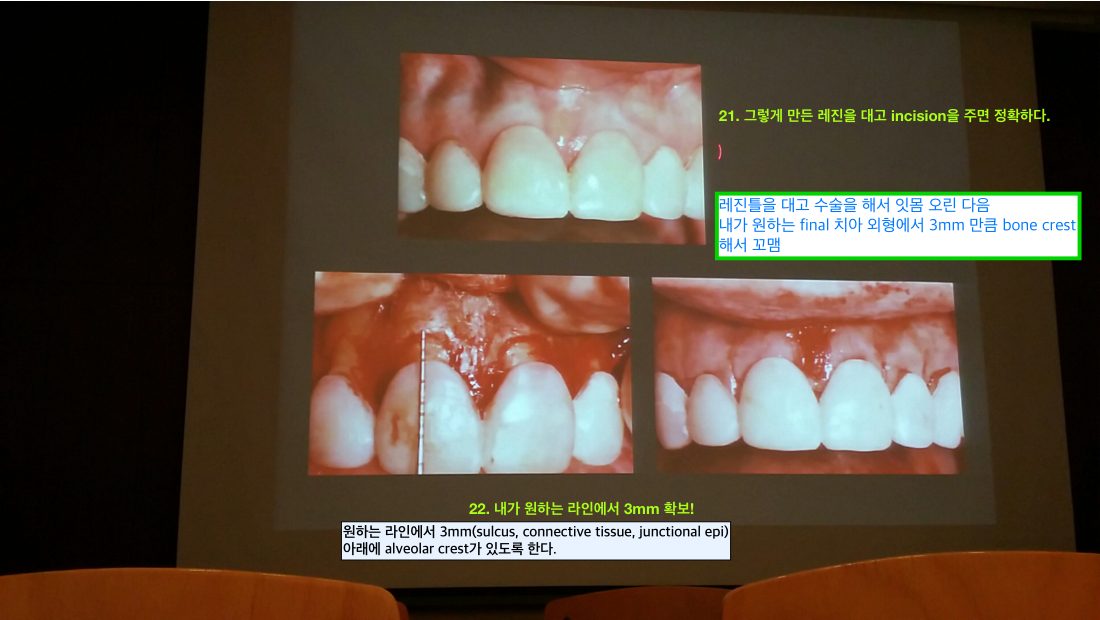 21. 그렇게 만든 레진을 대고 incision을 주면 정확하다.
레진틀을 대고 수술을 해서 잇몸 오린 다음
내가 원하는 final 치아 외형에서 3mm 만큼 bone crest
해서 꼬맴
22. 내가 원하는 라인에서 3mm 확보!
원하는 라인에서 3mm(sulcus, connective tissue, junctional epi)
아래에 alveolar crest가 있도록 한다.